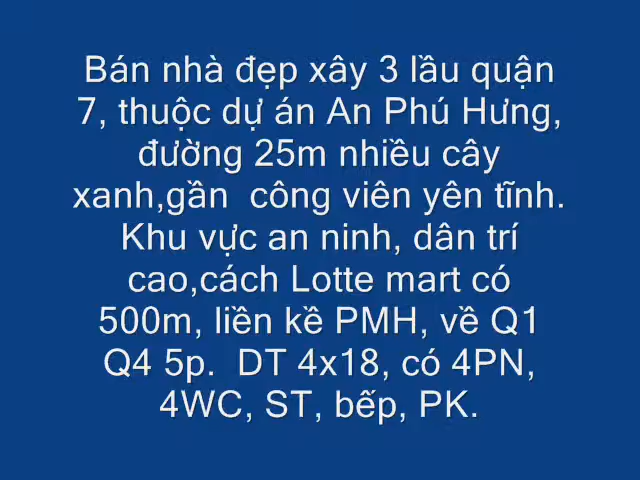 Bán nhà đẹp xây 3 lầu quận
7, thuộc dự án An Phú Hưng,
đường 25m nhiều cây
xanh,gần  công viên yên tĩnh.
Khu vực an ninh, dân trí
cao,cách Lotte mart có
500m, liền kề PMH, về Q1
Q4 5p.  DT 4x18, có 4PN,
4WC, ST, bếp, PK.